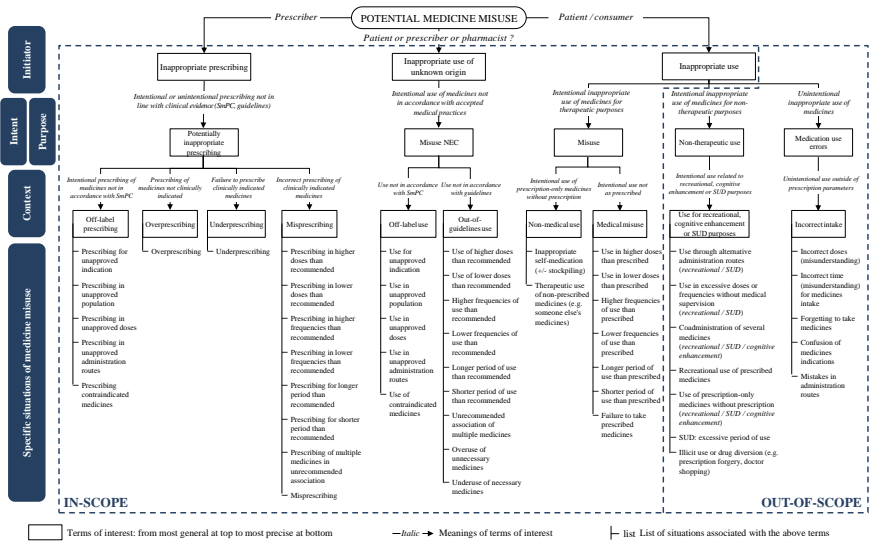 Prescriber
POTENTIAL MEDICINE MISUSE
Patient / consumer
Patient or prescriber or pharmacist ?
Initiator
Inappropriate prescribing
Inappropriate use of
unknown origin
Inappropriate use
Intent
Purpose
Intentional or unintentional prescribing not in
line with clinical evidence (SmPC, guidelines)
Intentional use of medicines not
in accordance with accepted
medical practices
Intentional inappropriate
use of medicines for
therapeutic purposes
Intentional inappropriate
use of medicines for non-
therapeutic purposes
Unintentional
inappropriate use of
medicines
Potentially
inappropriate
prescribing
Misuse NEC
Misuse
Non-therapeutic use
Medication use
errors
Context
Intentional prescribing of
medicines not in
accordance with SmPC
Prescribing of
medicines not clinically
indicated
Failure to prescribe
clinically indicated
medicines
Incorrect prescribing of
clinically indicated
medicines
Use not in accordance
with SmPC
Use not in accordance
with guidelines
Intentional use of
prescription-only medicines
without prescription
Intentional use not
as prescribed
Intentional use related to
recreational, cognitive
enhancement or SUD purposes
Unintentional use outside of
prescription parameters
Off-label
prescribing
Overprescribing
Underprescribing
Misprescribing
Off-label use
Out-of-
guidelines use
Non-medical use
Medical misuse
Use for recreational,
cognitive enhancement
or SUD purposes
Incorrect intake
Specific situations of medicine misuse
Prescribing for
unapproved
indication
Prescribing in
unapproved
population
Prescribing in
unapproved doses
Prescribing in
unapproved
administration
routes
Prescribing
contraindicated
medicines
Overprescribing
Underprescribing
Prescribing in higher
doses than
recommended
Prescribing in lower
doses than
recommended
Prescribing in higher
frequencies than
recommended
Prescribing in lower
frequencies than
recommended
Prescribing for longer
period than
recommended
Prescribing for shorter
period than
recommended
Prescribing of multiple
medicines in
unrecommended
association
Misprescribing
Use for
unapproved
indication
Use in
unapproved
population
Use in
unapproved
doses
Use in
unapproved
administration
routes
Use of
contraindicated
medicines
Use of higher doses
than recommended
Use of lower doses
than recommended
Higher frequencies
of use than
recommended
Lower frequencies
of use than
recommended
Longer period of
use than recommended
Shorter period of
use than recommended
Unrecommended
association of
multiple medicines
Overuse of
unnecessary
medicines
Underuse of necessary
medicines
Inappropriate
self-medication
(+/- stockpiling)
Therapeutic use
of non-prescribed
medicines (e.g.
someone else's
medicines)
Use in higher doses
than prescribed
Use in lower doses
than prescribed
Higher frequencies
of use than
prescribed
Lower frequencies
of use than
prescribed
Longer period of
use than prescribed
Shorter period of
use than prescribed
Failure to take
prescribed
medicines
Use through alternative
administration routes
(recreational / SUD)
Use in excessive doses or
frequencies without medical
supervision
(recreational / SUD)
Coadministration of several
medicines
(recreational / SUD / cognitive
enhancement)
Recreational use of prescribed
medicines
Use of prescription-only
medicines without prescription
(recreational / SUD / cognitive
enhancement)
SUD: excessive period of use
Illicit use or drug diversion (e.g.
prescription forgery, doctor
shopping)
Incorrect doses
(misunderstanding)
Incorrect time
(misunderstanding)
for medicines
intake
Forgetting to take
medicines
Confusion of
medicines
indications
Mistakes in
administration
routes
IN-SCOPE
OUT-OF-SCOPE
Terms of interest: from most general at top to most precise at bottom
Italic
Meanings of terms of interest
list
List of situations associated with the above terms